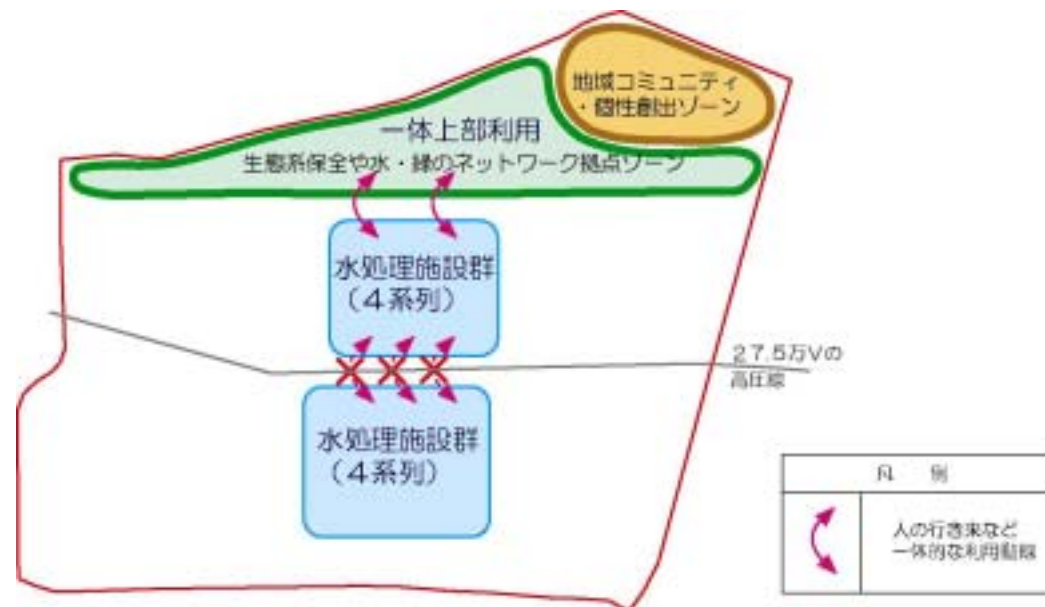 地域コミュニティ
・個性創出ゾーン
一体上部利用
生態系保全や水・緑のネットワーク拠点ゾーン
水処理施設群
（４系列）
２７．５万Vの
高圧線
水処理施設群
（４系列）
凡　例
人の行き来など
一体的な利用動線